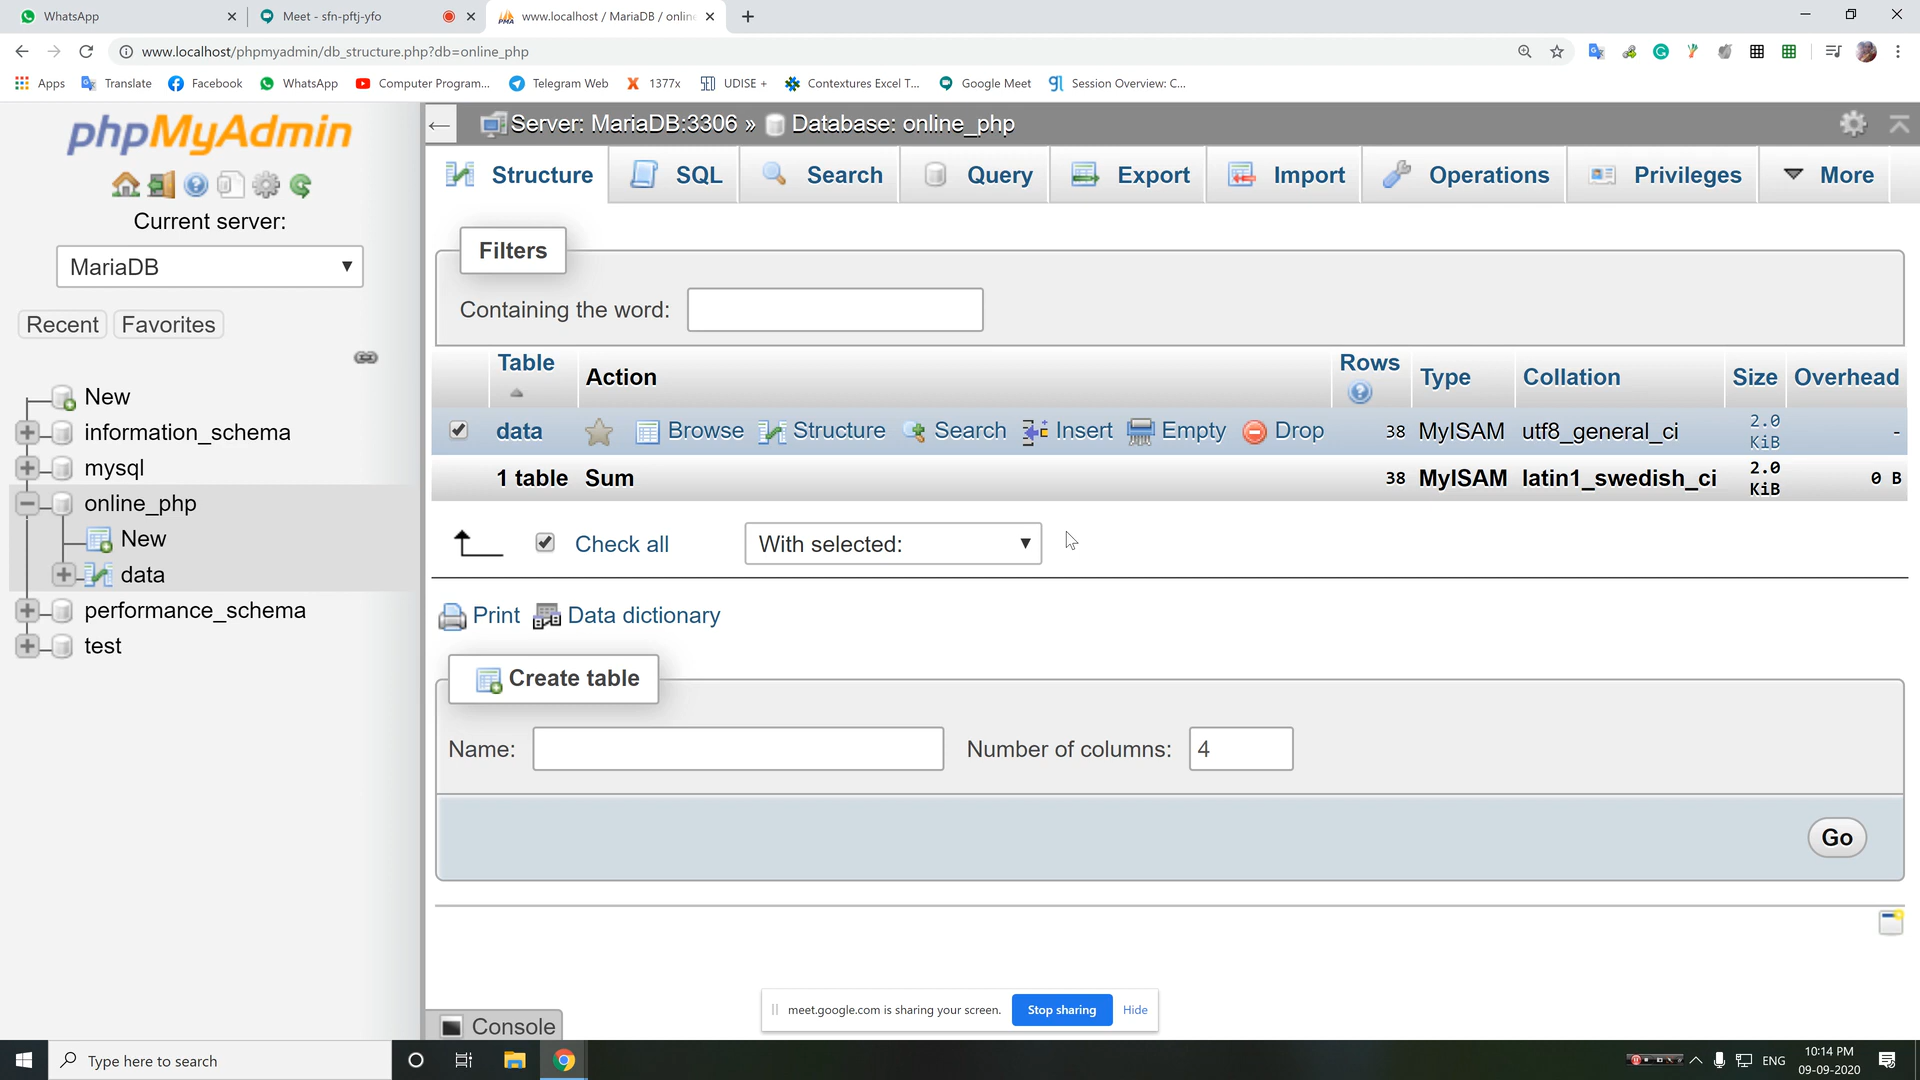 WhatsApp
Meet - sfn-pftj-yfo
www.localhost / MariaDB / onlin
www.localhost/phpmyadmin/db_structure.php?db=online_php
Apps Translate Facebook WhatsApp Computer Program... Telegram Web 1377x UDISE + Contextures Excel T... Google Meet Session Overview: C...
phpMyAdmin
Current server:
MariaDB
Recent Favorites
New
information_schema
mysql
online_php
New
data
performance_schema
test
Server: MariaDB:3306 » Database: online_php
Structure SQL Search Query Export Import Operations Privileges More
Filters
Containing the word:
Table Action Rows Type Collation Size Overhead
data Browse Structure Search Insert Empty Drop 38 MyISAM utf8_general_ci 2.0 KiB -
1 table Sum 38 MyISAM latin1_swedish_ci 2.0 KiB 0 B
Check all With selected:
Print Data dictionary
Create table
Name: Number of columns: 4
Go
Console
meet.google.com is sharing your screen. Stop sharing Hide
Type here to search
ENG
10:14 PM
09-09-2020